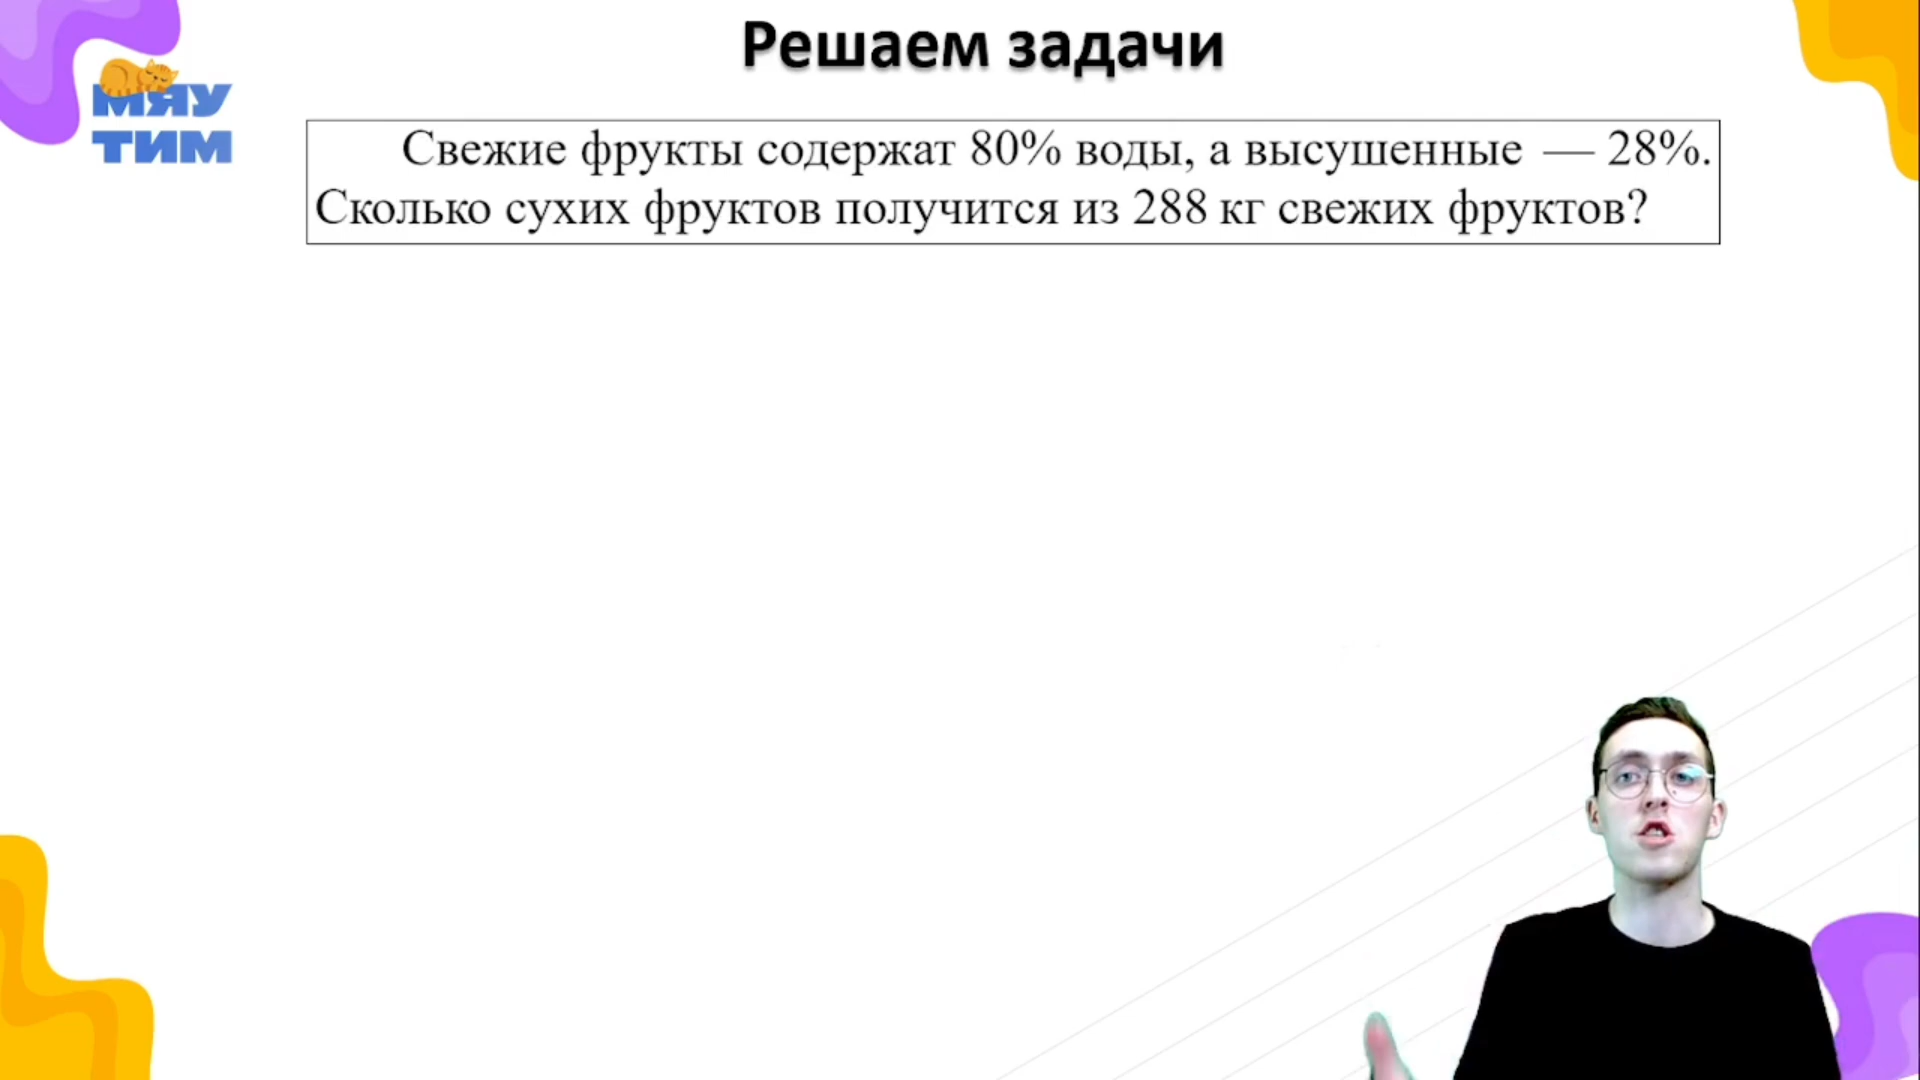 Решаем задачи
МЯУ
ТИМ
Свежие фрукты содержат 80% воды, а высушенные — 28%.
Сколько сухих фруктов получится из 288 кг свежих фруктов?